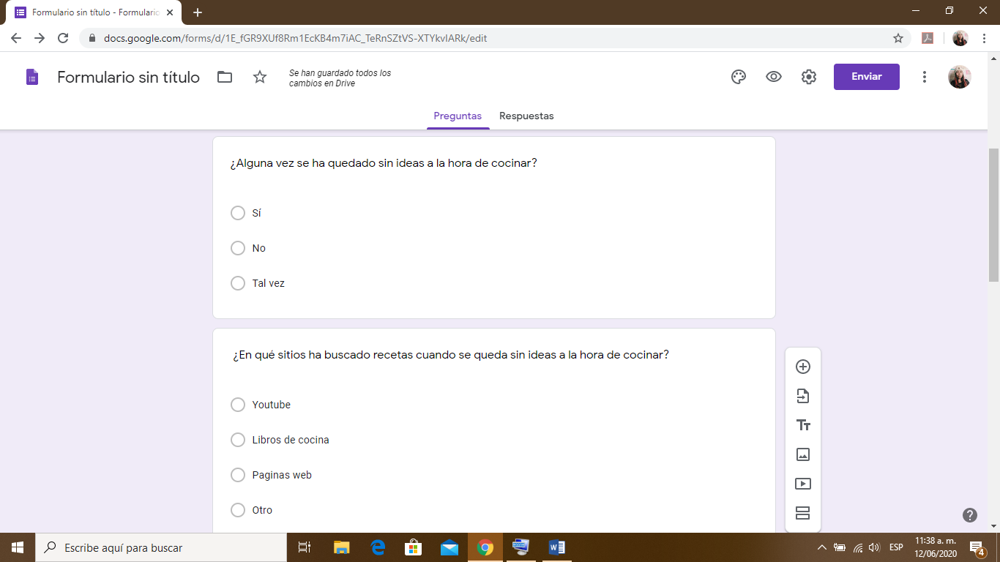 Formulario sin título - Formulario
docs.google.com/forms/d/1E_fGR9XUf8Rm1EcKB4m7iAC_TeRnSZtVS-XTYkvlARk/edit
Formulario sin título
Se han guardado todos los
cambios en Drive
Enviar
Preguntas
Respuestas
¿Alguna vez se ha quedado sin ideas a la hora de cocinar?
Sí
No
Tal vez
¿En qué sitios ha buscado recetas cuando se queda sin ideas a la hora de cocinar?
Youtube
Libros de cocina
Paginas web
Otro
Escribe aquí para buscar
ESP
11:38 a. m.
12/06/2020
4